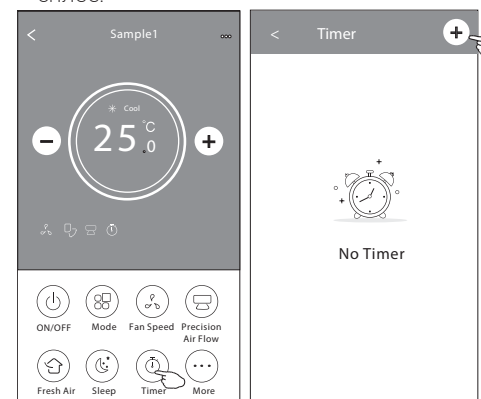 Sample1
Cool
25.0 °C
ON/OFF
Mode
Fan Speed
Precision
Air Flow
Fresh Air
Sleep
Timer
More
Timer
No Timer